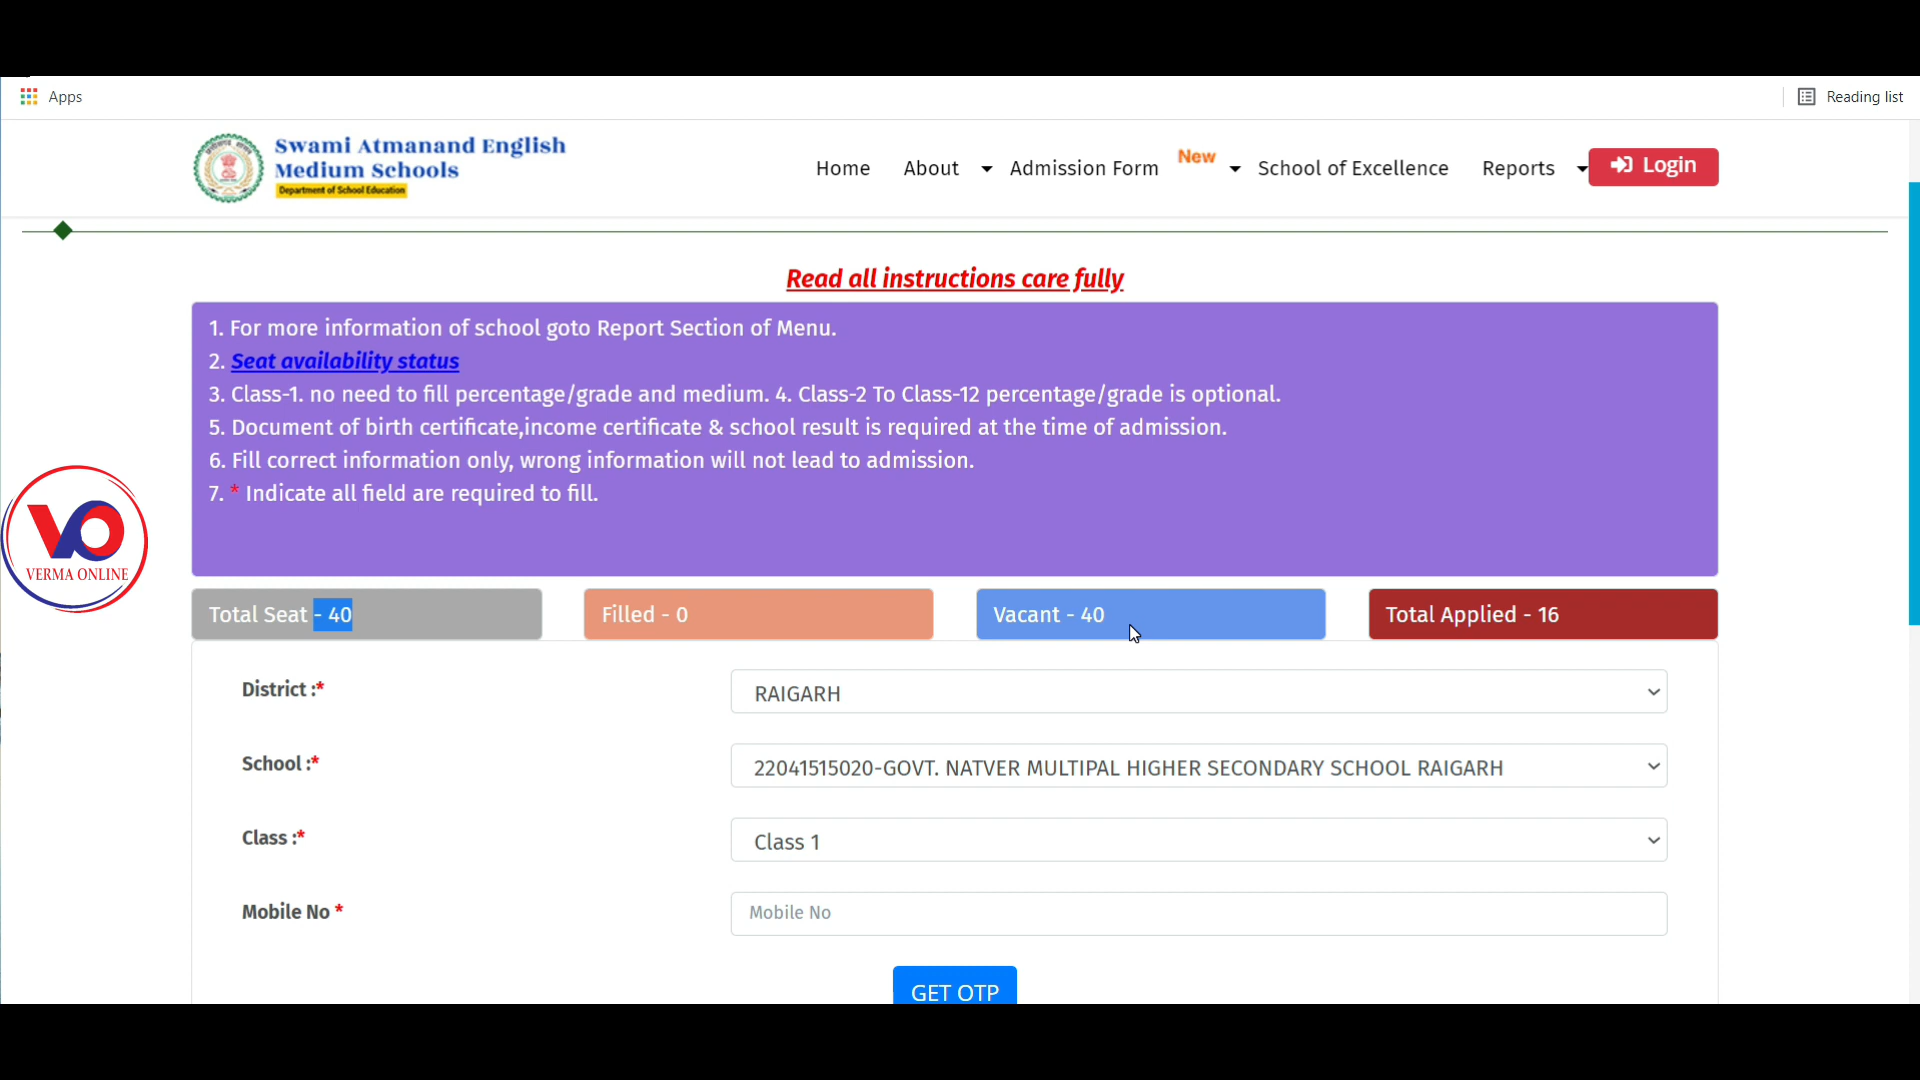 Apps
Reading list
Swami Atmanand English
Medium Schools
Department of School Education
Home
About
Admission Form
New
School of Excellence
Reports
Login
Read all instructions care fully
1. For more information of school goto Report Section of Menu.
2. Seat availability status
3. Class-1. no need to fill percentage/grade and medium. 4. Class-2 To Class-12 percentage/grade is optional.
5. Document of birth certificate,income certificate & school result is required at the time of admission.
6. Fill correct information only, wrong information will not lead to admission.
7. * Indicate all field are required to fill.
VERMA ONLINE
Total Seat - 40
Filled - 0
Vacant - 40
Total Applied - 16
District :*
RAIGARH
School :*
22041515020-GOVT. NATVER MULTIPAL HIGHER SECONDARY SCHOOL RAIGARH
Class :*
Class 1
Mobile No *
Mobile No
GET OTP